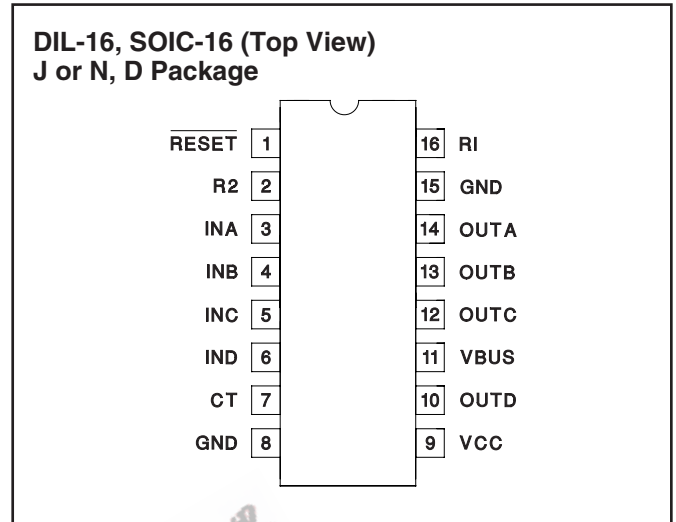 DIL-16, SOIC-16 (Top View)
J or N, D Package
RESET 1 16 RI
R2 2 15 GND
INA 3 14 OUTA
INB 4 13 OUTB
INC 5 12 OUTC
IND 6 11 VBUS
CT 7 10 OUTD
GND 8 9 VCC